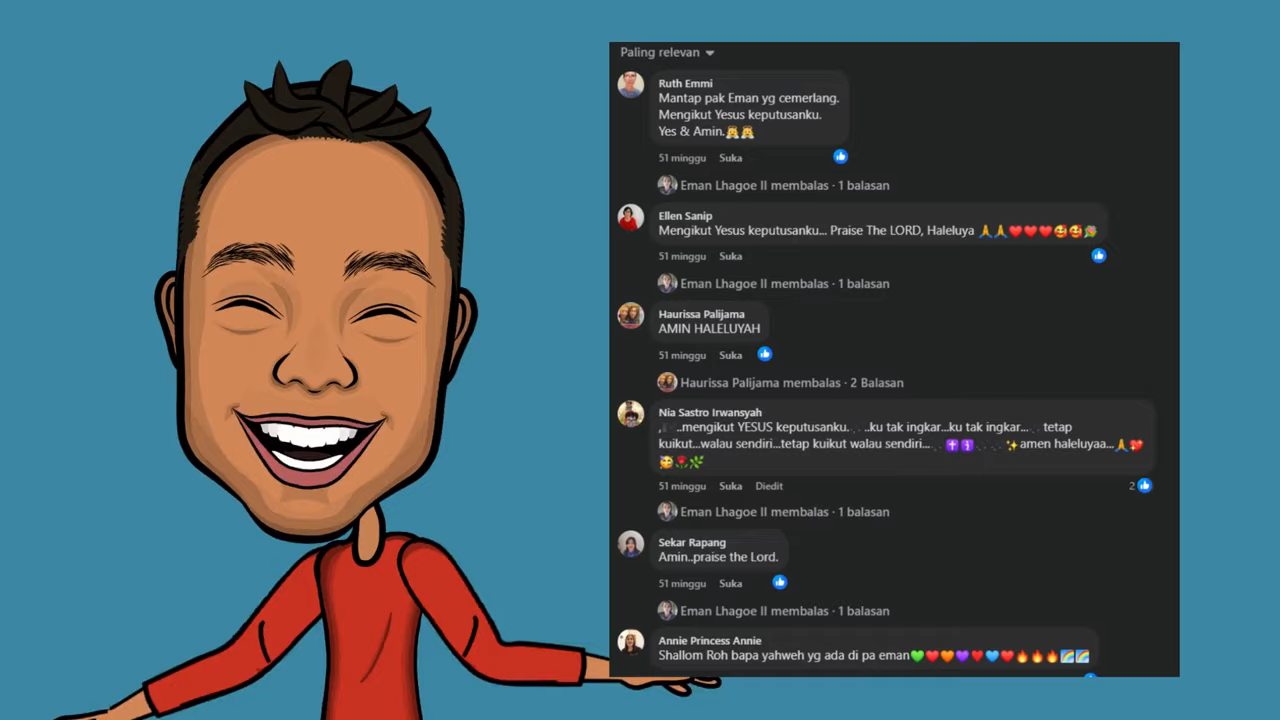 Paling relevan
Ruth Emmi
Mantap pak Eman yg cemerlang.
Mengikut Yesus keputusanku.
Yes & Amin.👼👼
51 minggu Suka
Eman Lhagoe II membalas · 1 balasan
Ellen Sanip
Mengikut Yesus keputusanku... Praise The LORD, Haleluya 🙏🙏❤️❤️❤️🥰🥰💐
51 minggu Suka
Eman Lhagoe II membalas · 1 balasan
Haurissa Palijama
AMIN HALELUYAH
51 minggu Suka
Haurissa Palijama membalas · 2 Balasan
Nia Sastro Irwansyah
..mengikut YESUS keputusanku. ..ku tak ingkar...ku tak ingkar... tetap
kuikut...walau sendiri...tetap kuikut walau sendiri... ✝️ℹ️ ✨amen haleluyaa...🙏💖
🥳🌹🌿
51 minggu Suka Diedit 2
Eman Lhagoe II membalas · 1 balasan
Sekar Rapang
Amin..praise the Lord.
51 minggu Suka
Eman Lhagoe II membalas · 1 balasan
Annie Princess Annie
Shallom Roh bapa yahweh yg ada di pa eman💚❤️🧡💜❤️💙❤️🔥🔥🔥🌈🌈